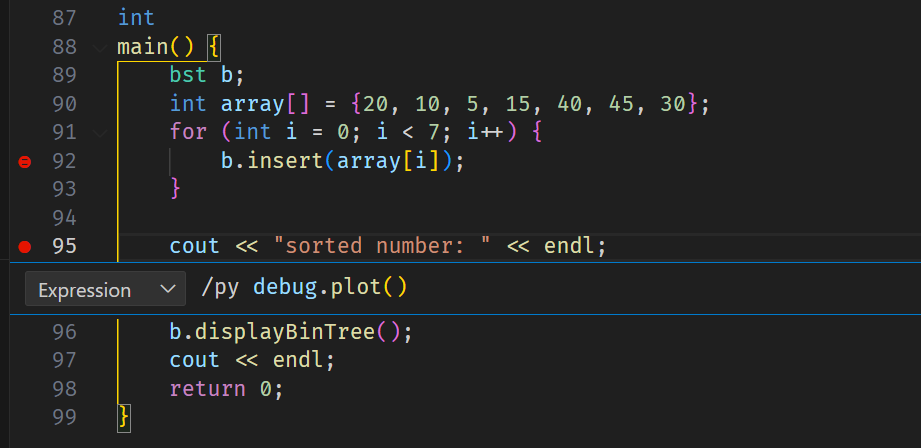 87 int
88 main() {
89 bst b;
90 int array[] = {20, 10, 5, 15, 40, 45, 30};
91 for (int i = 0; i < 7; i++) {
92 b.insert(array[i]);
93 }
94
95 cout << "sorted number: " << endl;
Expression /py debug.plot()
96 b.displayBinTree();
97 cout << endl;
98 return 0;
99 }